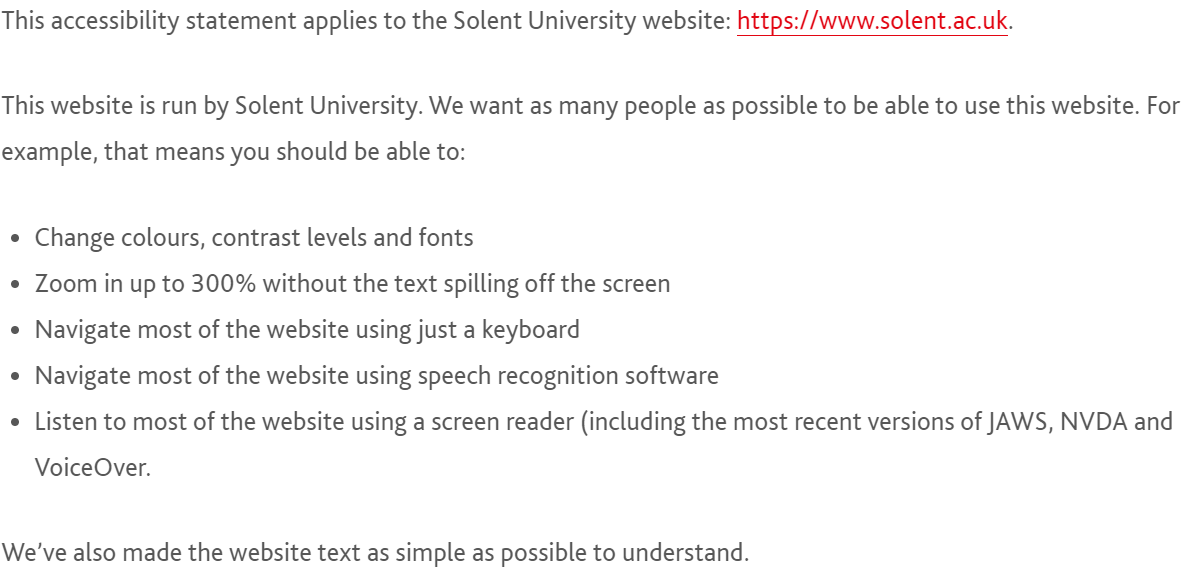 This accessibility statement applies to the Solent University website: https://www.solent.ac.uk.
This website is run by Solent University. We want as many people as possible to be able to use this website. For
example, that means you should be able to:
• Change colours, contrast levels and fonts
• Zoom in up to 300% without the text spilling off the screen
• Navigate most of the website using just a keyboard
• Navigate most of the website using speech recognition software
• Listen to most of the website using a screen reader (including the most recent versions of JAWS, NVDA and
VoiceOver.
We’ve also made the website text as simple as possible to understand.